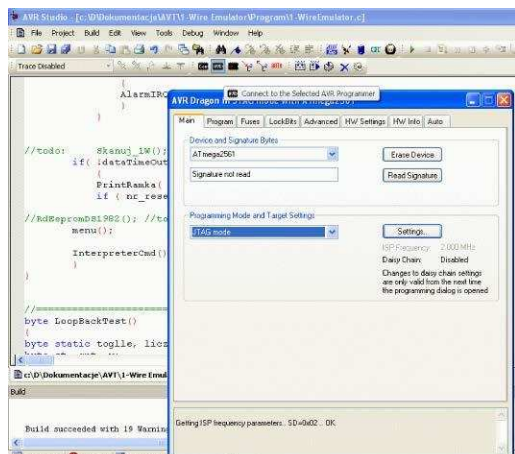 AVR Studio - [c:\D\Dokumentacje\AVT\1-Wire Emulator\Program\1-WireEmulator.c]
File Project Build Edit View Tools Debug Window Help
Trace Disabled
Connect to the Selected AVR Programmer
AVR Dragon in JTAG mode with ATmega2561
Main Program Fuses LockBits Advanced HW Settings HW Info Auto
Device and Signature Bytes
ATmega2561
Erase Device
Signature not read
Read Signature
Programming Mode and Target Settings
JTAG mode
Settings...
ISP Frequency: 2.000 MHz
Daisy Chain: Disabled
Changes to daisy chain settings
are only valid from the next time
the programming dialog is opened
{
AlarmIRQ
}
}
//todo: Skanuj_1W();
if( !dataTimeOut
{
PrintRamka(
if ( nr_rese
//RdEepromDS1982(); //to
menu();
InterpreterCmd()
}
}
//==================
byte LoopBackTest()
{
byte static toglle, licz
c:\D\Dokumentacje\AVT\1-Wire Emul
Build
Build succeeded with 19 Warnin
Getting ISP frequency parameters.. SD=0x02 .. OK